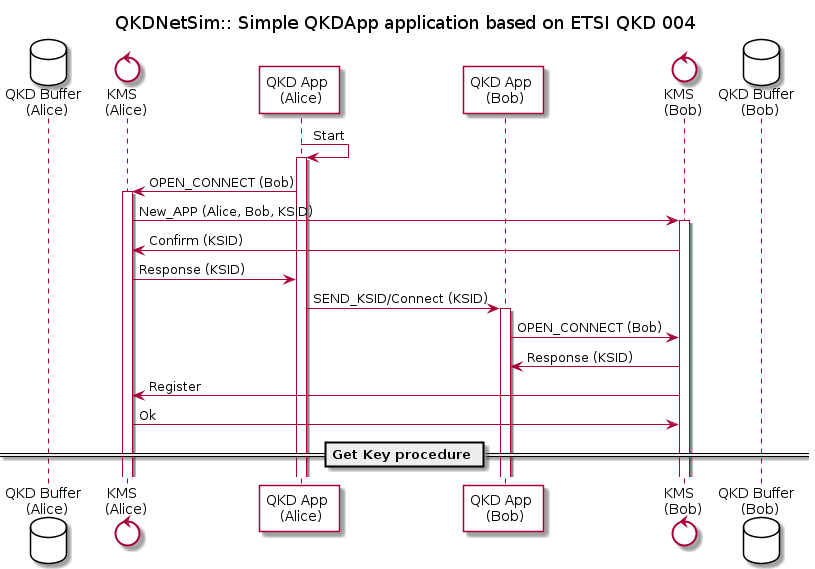 QKDNetSim:: Simple QKDApp application based on ETSI QKD 004
QKD Buffer
(Alice)
KMS
(Alice)
QKD App
(Alice)
QKD App
(Bob)
KMS
(Bob)
QKD Buffer
(Bob)
Start
OPEN_CONNECT (Bob)
New_APP (Alice, Bob, KSID)
Confirm (KSID)
Response (KSID)
SEND_KSID/Connect (KSID)
OPEN_CONNECT (Bob)
Response (KSID)
Register
Ok
Get Key procedure
QKD Buffer
(Alice)
KMS
(Alice)
QKD App
(Alice)
QKD App
(Bob)
KMS
(Bob)
QKD Buffer
(Bob)